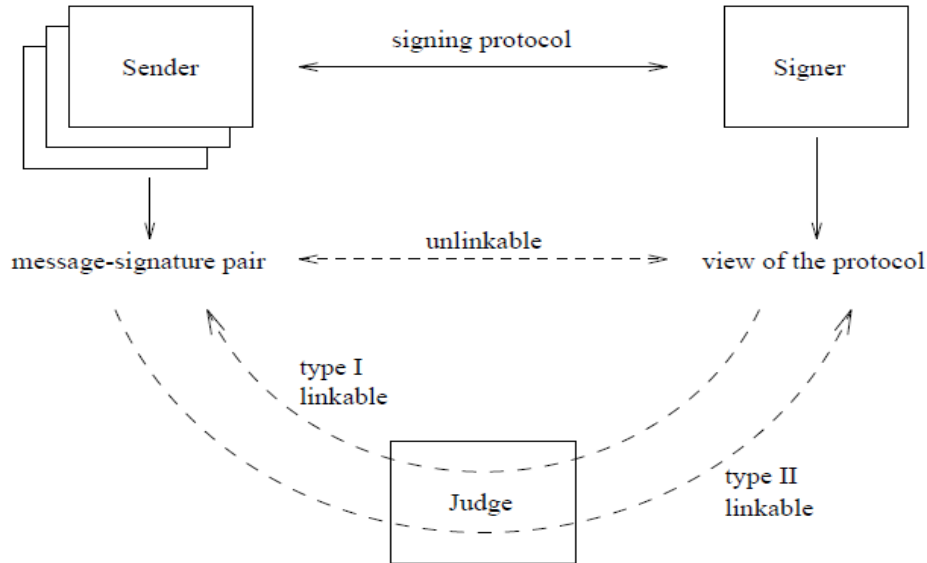 signing protocol
Sender
Signer
unlinkable
message-signature pair
view of the protocol
type I
linkable
type II
linkable
Judge